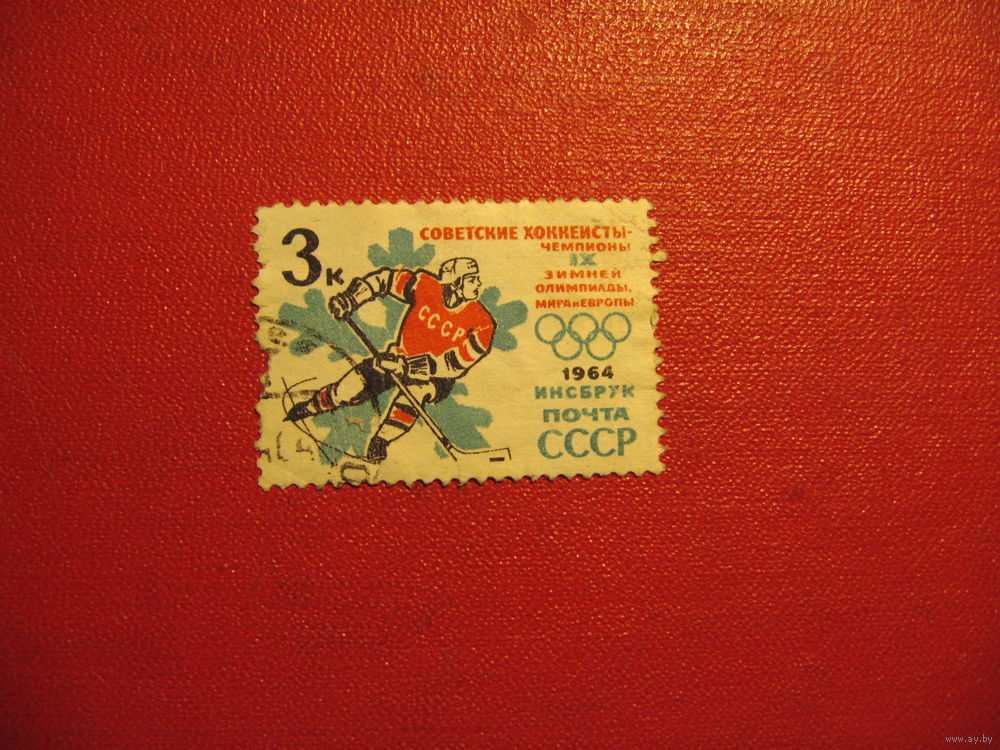 3к
СОВЕТСКИЕ ХОККЕИСТЫ-
ЧЕМПИОНЫ
IX
ЗИМНЕЙ
ОЛИМПИАДЫ,
МИРА и ЕВРОПЫ
СССР
1964
ИНСБРУК
ПОЧТА
СССР
www.ay.by